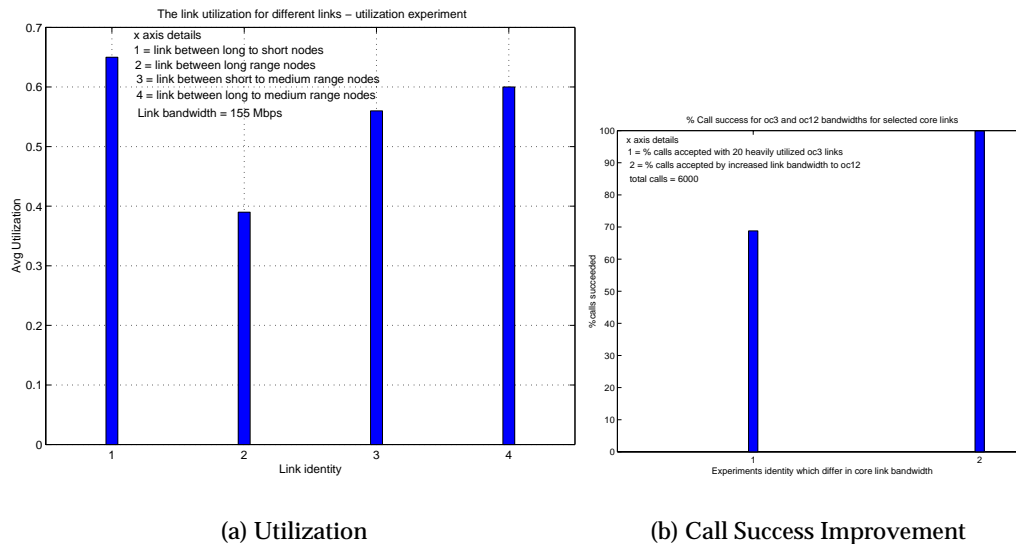 The link utilization for different links – utilization experiment
0.7
0.6
0.5
0.4
0.3
0.2
0.1
0
Avg Utilization
x axis details
1 = link between long to short nodes
2 = link between long range nodes
3 = link between short to medium range nodes
4 = link between long to medium range nodes
Link bandwidth = 155 Mbps
1 2 3 4
Link identity
(a) Utilization
% Call success for oc3 and oc12 bandwidths for selected core links
100
90
80
70
60
50
40
30
20
10
0
%calls succeeded
x axis details
1 = % calls accepted with 20 heavily utilized oc3 links
2 = % calls accepted by increased link bandwidth to oc12
total calls = 6000
1 2
Experiments identity which differ in core link bandwidth
(b) Call Success Improvement